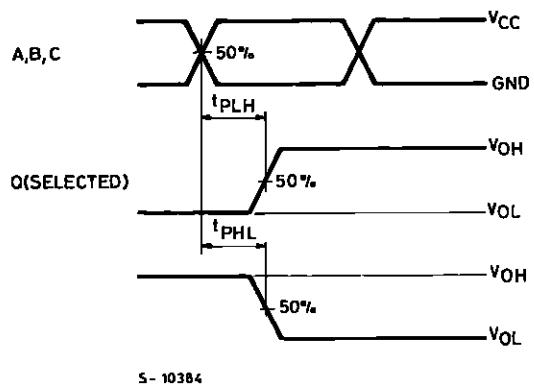 VCC
A,B,C
50%
GND
tPLH
VOH
Q(SELECTED)
50%
VOL
tPHL
VOH
50%
VOL
S-10384